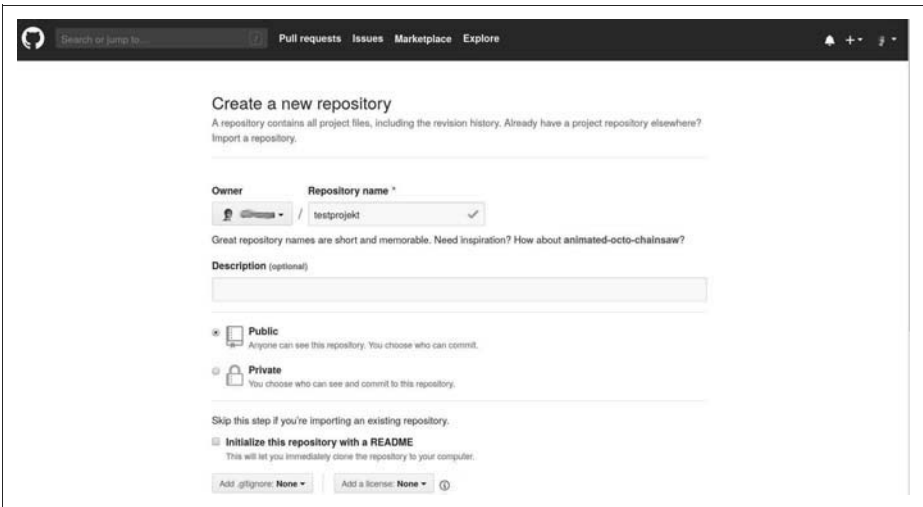 Search or jump to...
/
Pull requests Issues Marketplace Explore
Create a new repository
A repository contains all project files, including the revision history. Already have a project repository elsewhere?
Import a repository.
Owner Repository name *
/ testprojekt
Great repository names are short and memorable. Need inspiration? How about animated-octo-chainsaw?
Description (optional)
Public
Anyone can see this repository. You choose who can commit.
Private
You choose who can see and commit to this repository.
Skip this step if you're importing an existing repository.
Initialize this repository with a README
This will let you immediately clone the repository to your computer.
Add .gitignore: None Add a license: None